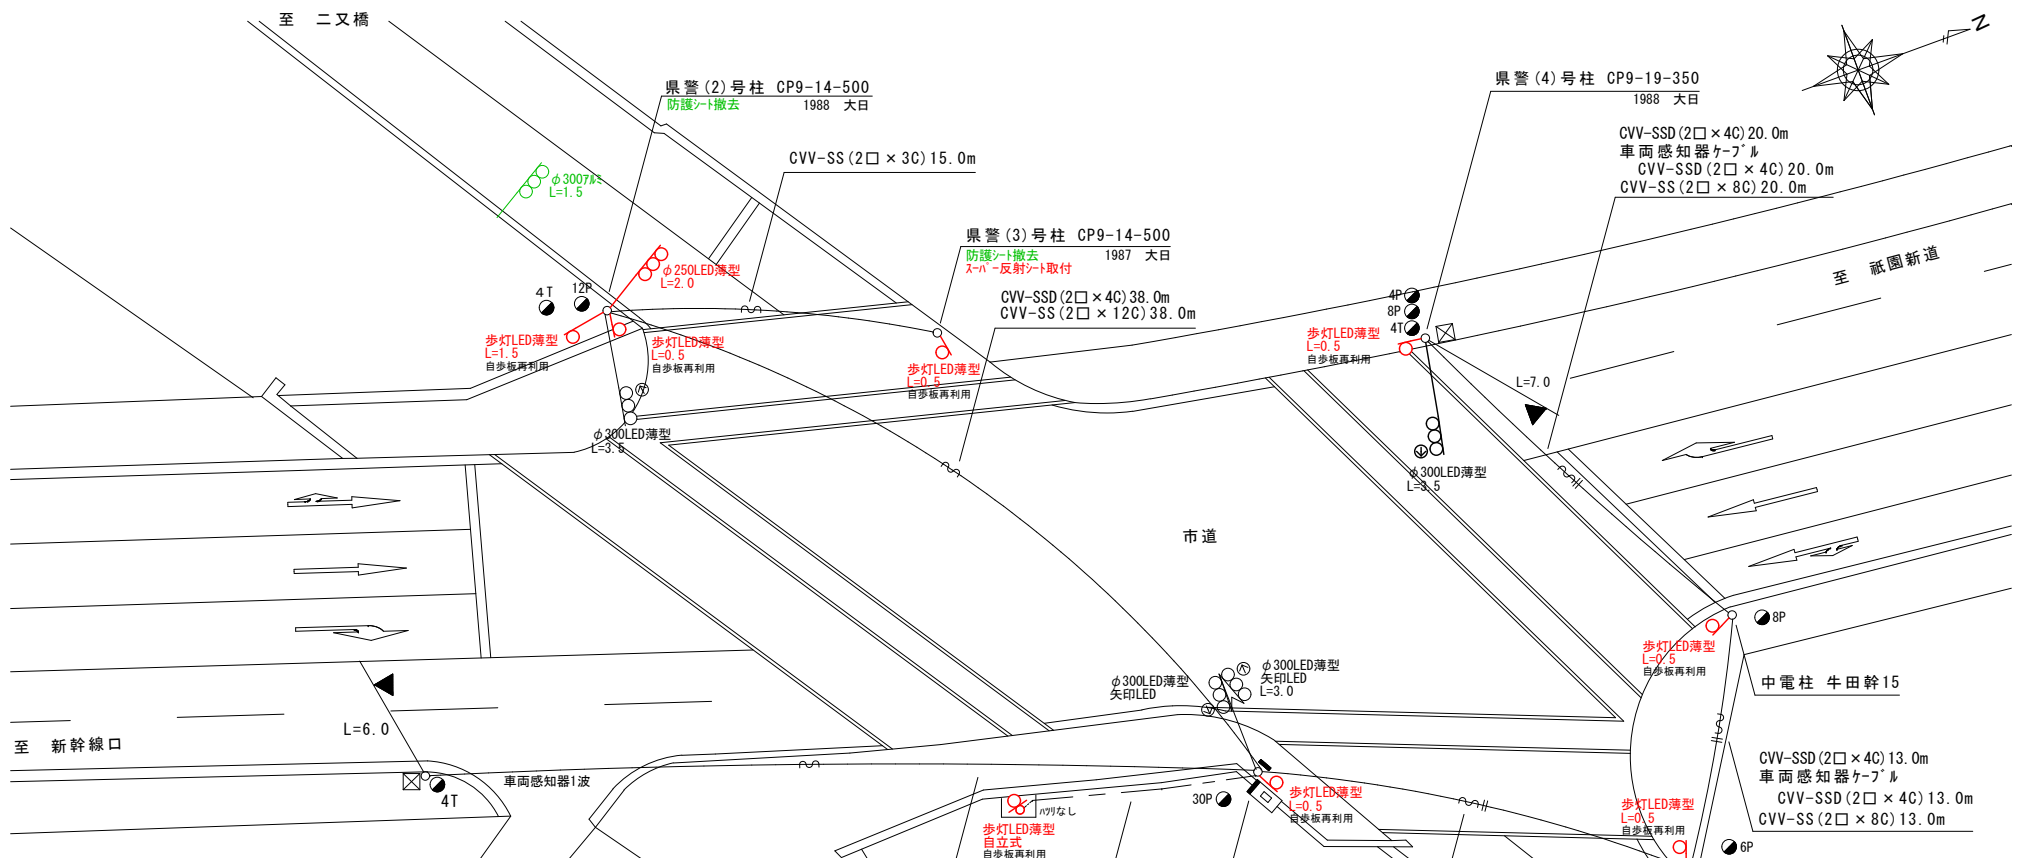 至 二又橋
N
県警(2)号柱 CP9-14-500
防護シート撤去
1988 大日
県警(4)号柱 CP9-19-350
1988 大日
CVV-SS(2□×3C)15.0m
CVV-SSD(2□×4C)20.0m
車両感知器ケーブル
CVV-SSD(2□×4C)20.0m
CVV-SS(2□×8C)20.0m
φ300アルミ
L=1.5
県警(3)号柱 CP9-14-500
防護シート撤去
1987 大日
スーパー反射シート取付
至 祇園新道
φ250LED薄型
L=2.0
4T
12P
CVV-SSD(2□×4C)38.0m
CVV-SS(2□×12C)38.0m
4P
8P
4T
歩灯LED薄型
L=1.5
自歩板再利用
歩灯LED薄型
L=0.5
自歩板再利用
歩灯LED薄型
L=0.5
自歩板再利用
歩灯LED薄型
L=0.5
自歩板再利用
L=7.0
φ300LED薄型
L=3.5
φ300LED薄型
L=3.5
市道
8P
歩灯LED薄型
L=0.5
自歩板再利用
中電柱 牛田幹15
φ300LED薄型
矢印LED
φ300LED薄型
矢印LED
L=3.0
L=6.0
至 新幹線口
車両感知器1波
4T
CVV-SSD(2□×4C)13.0m
車両感知器ケーブル
CVV-SSD(2□×4C)13.0m
CVV-SS(2□×8C)13.0m
30P
歩灯LED薄型
L=0.5
自歩板再利用
ハツリなし
歩灯LED薄型
自立式
自歩板再利用
歩灯LED薄型
L=0.5
自歩板再利用
6P